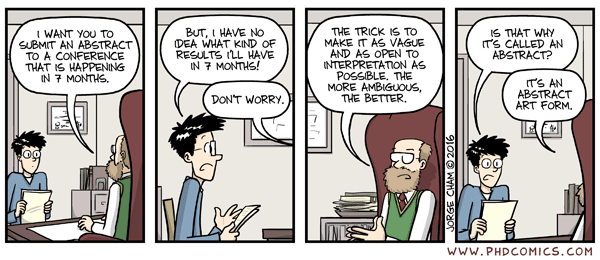 I WANT YOU TO
SUBMIT AN ABSTRACT
TO A CONFERENCE
THAT IS HAPPENING
IN 7 MONTHS.
BUT, I HAVE NO
IDEA WHAT KIND OF
RESULTS I'LL HAVE
IN 7 MONTHS!
DON'T WORRY.
THE TRICK IS TO
MAKE IT AS VAGUE
AND AS OPEN TO
INTERPRETATION AS
POSSIBLE. THE
MORE AMBIGUOUS,
THE BETTER.
IS THAT WHY
IT'S CALLED AN
ABSTRACT?
IT'S AN
ABSTRACT
ART FORM.
JORGE CHAM © 2016
WWW.PHDCOMICS.COM